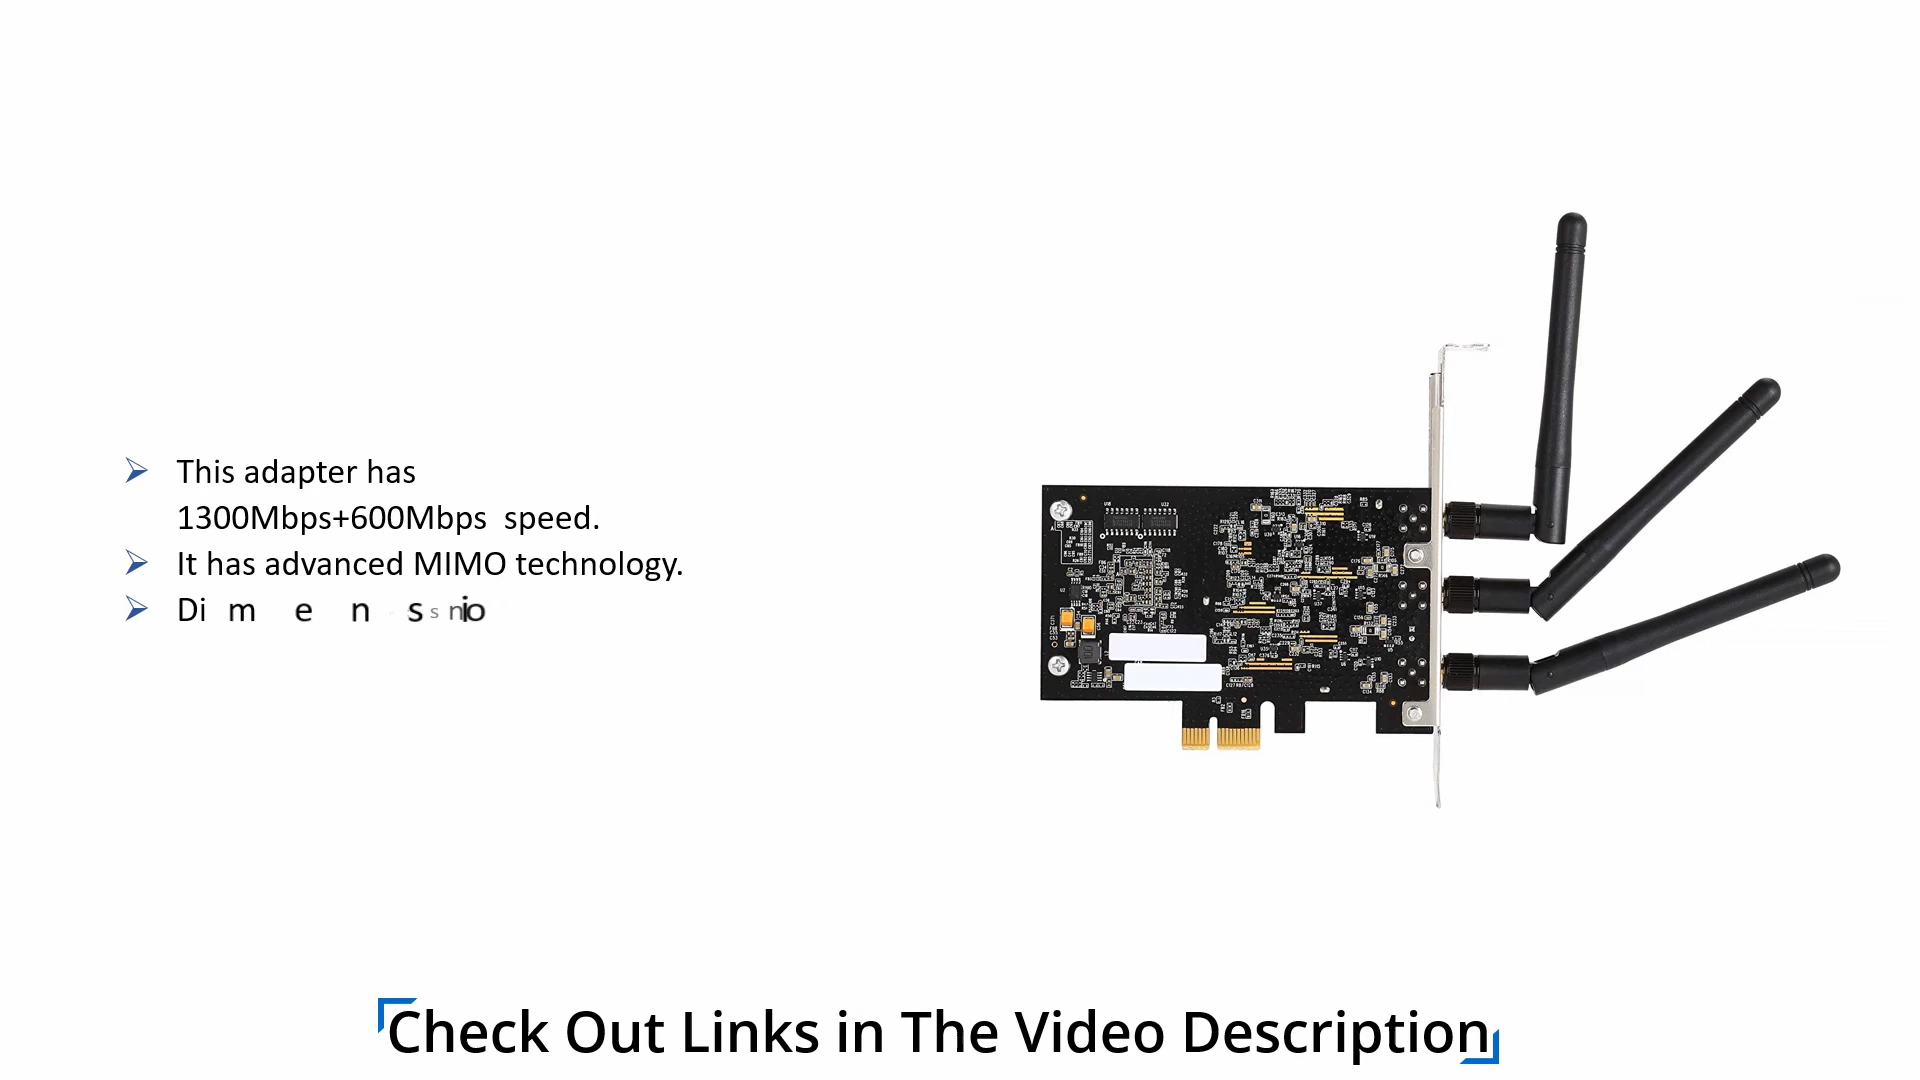 This adapter has
1300Mbps+600Mbps speed.
It has advanced MIMO technology.
Check Out Links in The Video Description